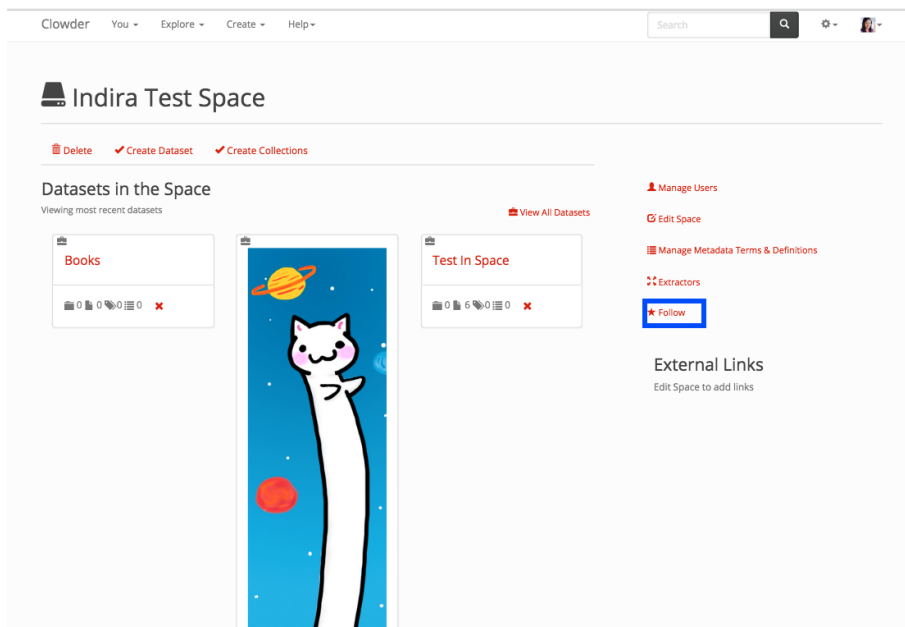 Clowder You Explore Create Help Search
Indira Test Space
Delete Create Dataset Create Collections
Datasets in the Space
Viewing most recent datasets
View All Datasets
Books
0 0 0 0
Test In Space
0 6 0 0
Manage Users
Edit Space
Manage Metadata Terms & Definitions
Extractors
Follow
External Links
Edit Space to add links